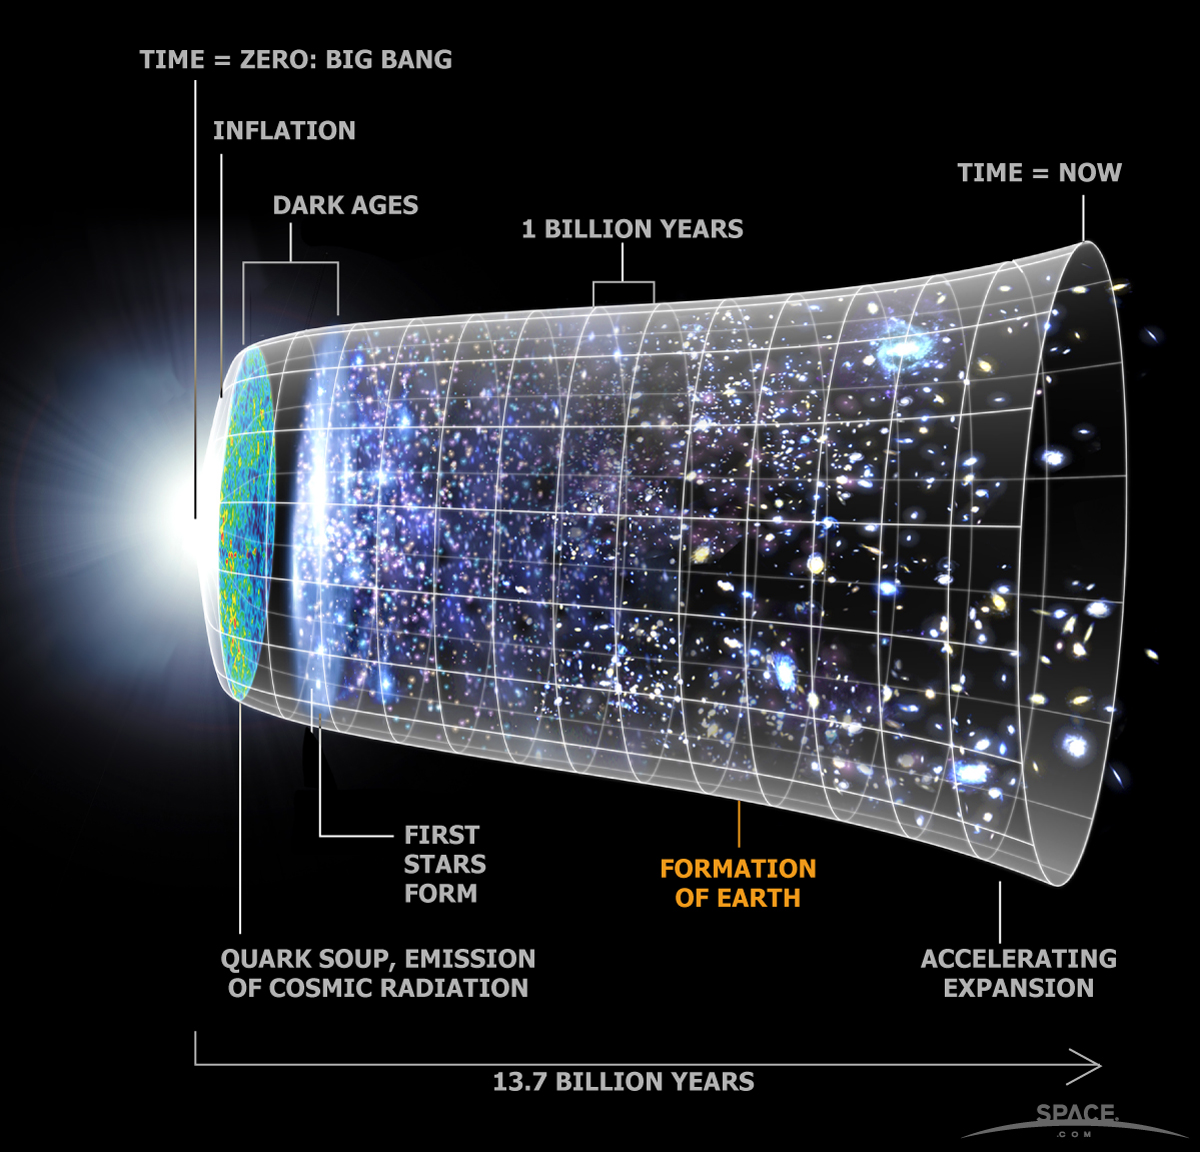 TIME = ZERO: BIG BANG
INFLATION
TIME = NOW
DARK AGES
1 BILLION YEARS
FIRST
STARS
FORM
FORMATION
OF EARTH
QUARK SOUP, EMISSION
OF COSMIC RADIATION
ACCELERATING
EXPANSION
13.7 BILLION YEARS
SPACE.
.COM